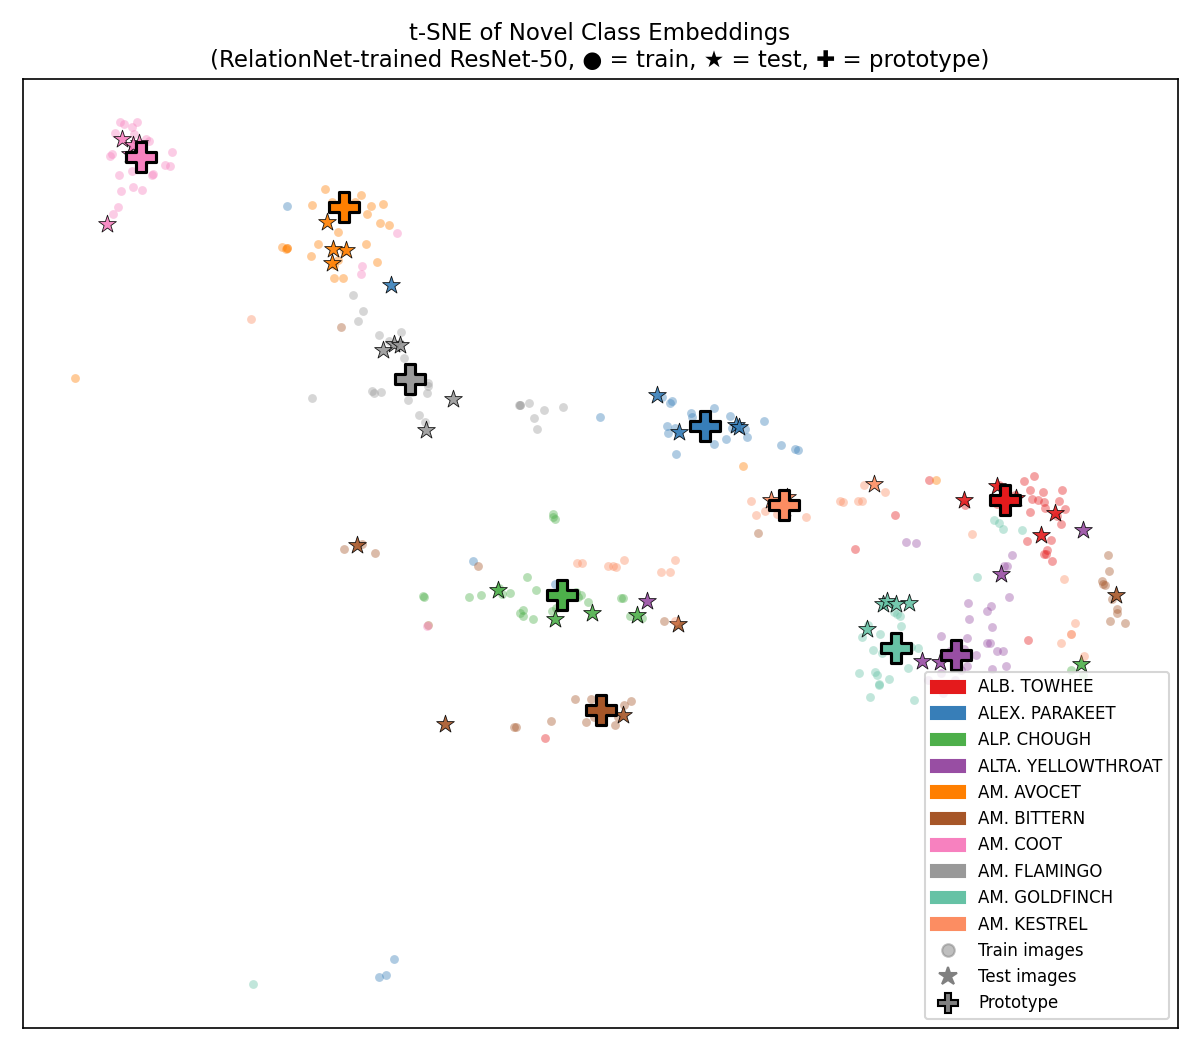 t-SNE of Novel Class Embeddings
(RelationNet-trained ResNet-50, ● = train, ★ = test, ✚ = prototype)
ALB. TOWHEE
ALEX. PARAKEET
ALP. CHOUGH
ALTA. YELLOWTHROAT
AM. AVOCET
AM. BITTERN
AM. COOT
AM. FLAMINGO
AM. GOLDFINCH
AM. KESTREL
Train images
Test images
Prototype